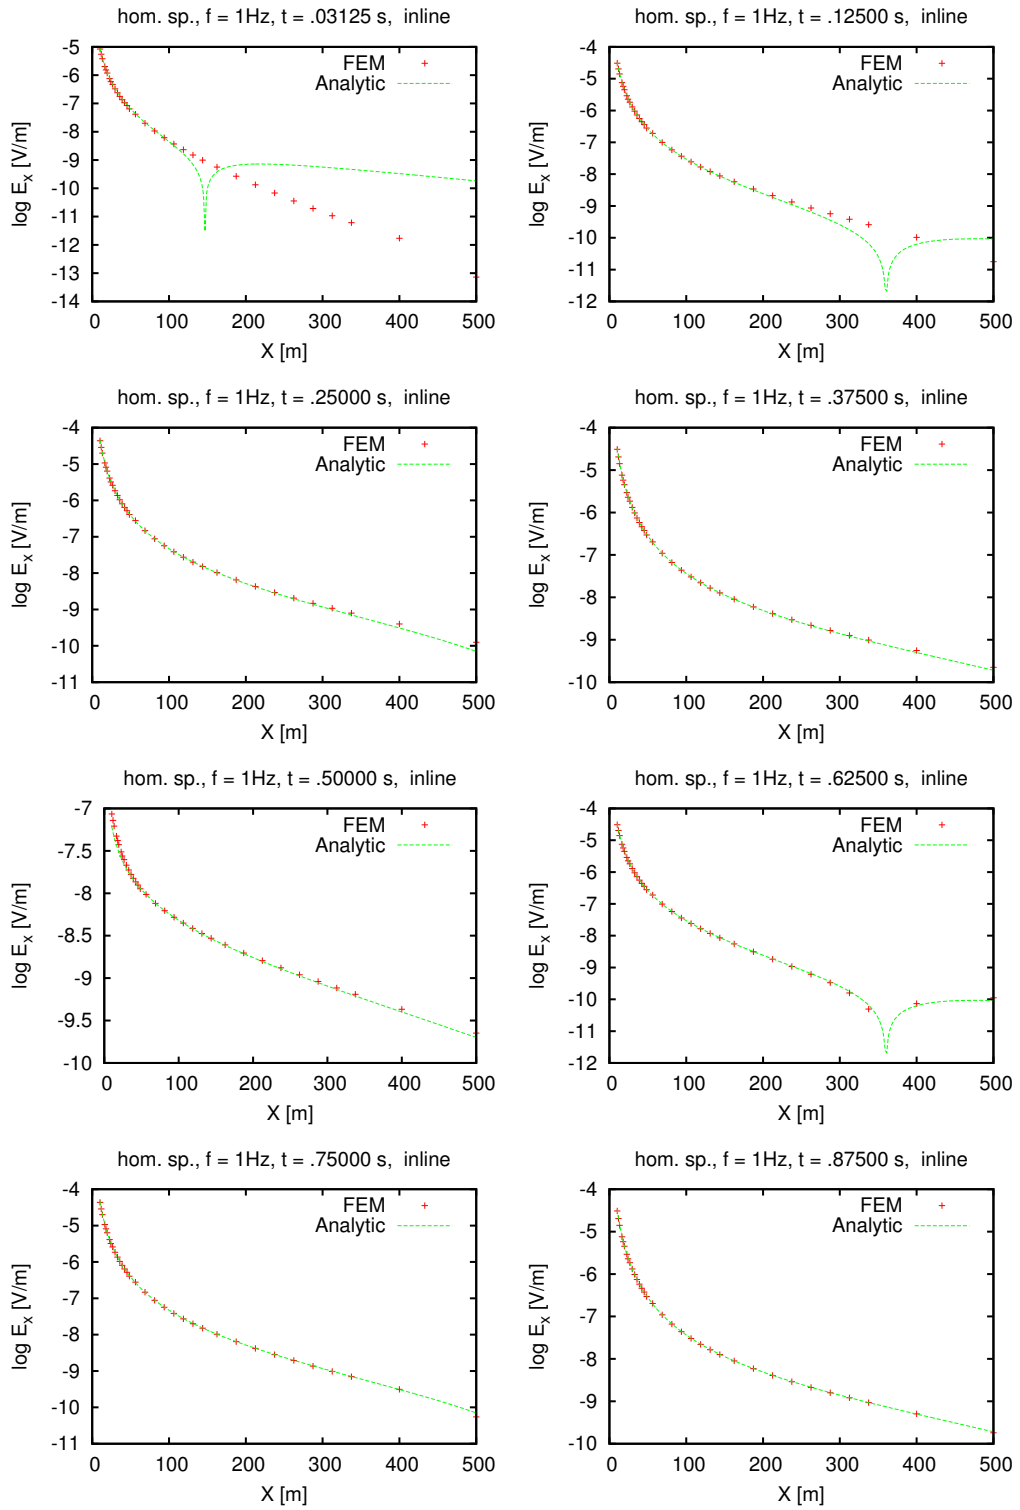 hom. sp., f = 1Hz, t = .03125 s, inline
-5
-6
-7
-8
-9
-10
-11
-12
-13
-14
log E_x [V/m]
FEM
Analytic
0 100 200 300 400 500
X [m]
hom. sp., f = 1Hz, t = .12500 s, inline
-4
-5
-6
-7
-8
-9
-10
-11
-12
log E_x [V/m]
FEM
Analytic
0 100 200 300 400 500
X [m]
hom. sp., f = 1Hz, t = .25000 s, inline
-4
-5
-6
-7
-8
-9
-10
-11
log E_x [V/m]
FEM
Analytic
0 100 200 300 400 500
X [m]
hom. sp., f = 1Hz, t = .37500 s, inline
-4
-5
-6
-7
-8
-9
-10
log E_x [V/m]
FEM
Analytic
0 100 200 300 400 500
X [m]
hom. sp., f = 1Hz, t = .50000 s, inline
-7
-7.5
-8
-8.5
-9
-9.5
-10
log E_x [V/m]
FEM
Analytic
0 100 200 300 400 500
X [m]
hom. sp., f = 1Hz, t = .62500 s, inline
-4
-5
-6
-7
-8
-9
-10
-11
-12
log E_x [V/m]
FEM
Analytic
0 100 200 300 400 500
X [m]
hom. sp., f = 1Hz, t = .75000 s, inline
-4
-5
-6
-7
-8
-9
-10
-11
log E_x [V/m]
FEM
Analytic
0 100 200 300 400 500
X [m]
hom. sp., f = 1Hz, t = .87500 s, inline
-4
-5
-6
-7
-8
-9
-10
log E_x [V/m]
FEM
Analytic
0 100 200 300 400 500
X [m]